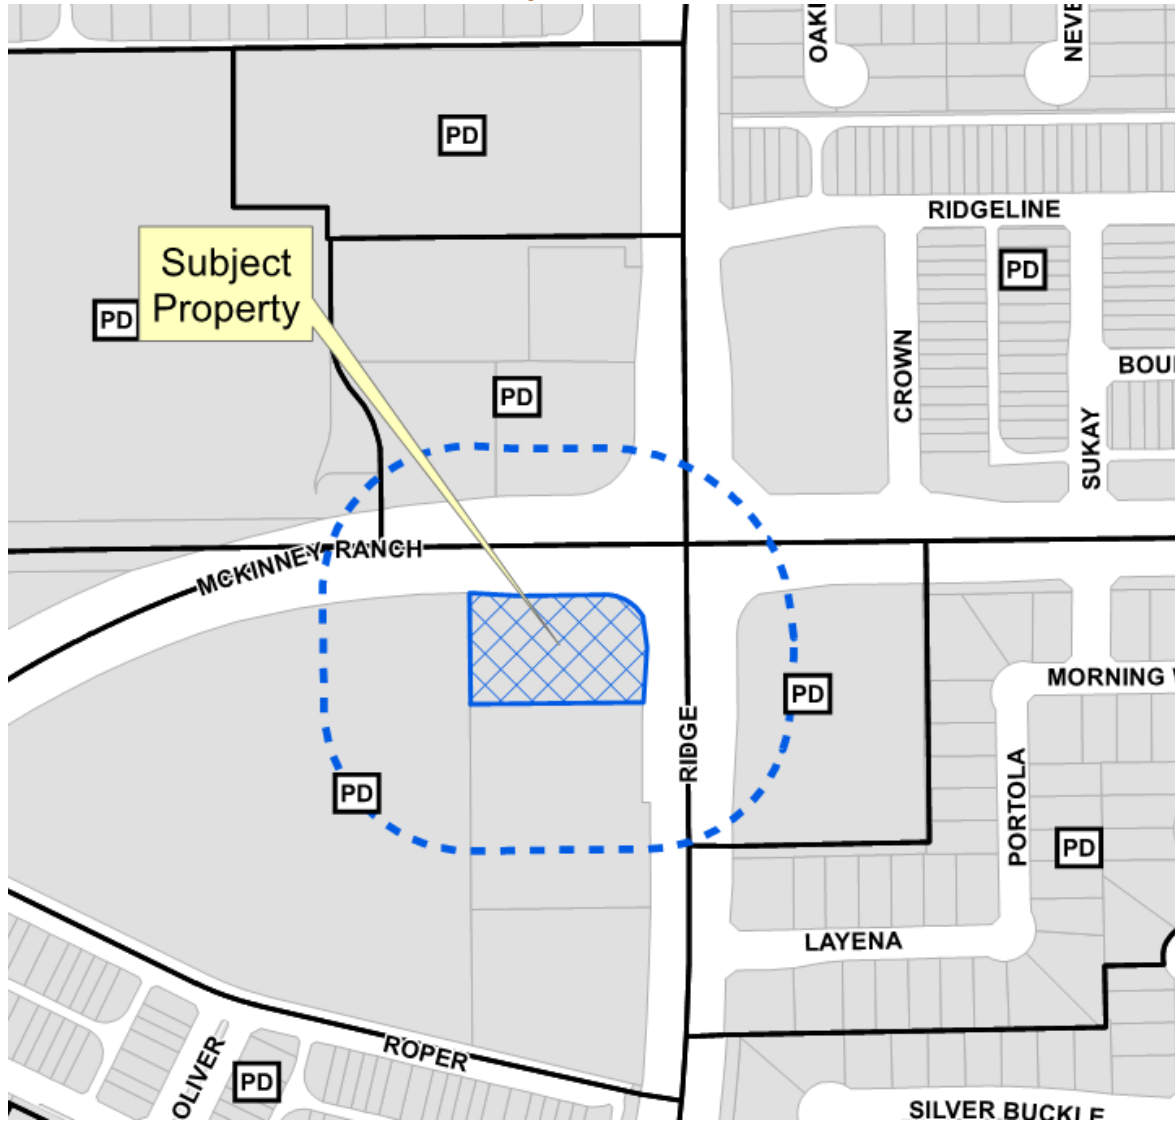 OAKI
NEVE
PD
RIDGELINE
Subject
Property
PD
PD
CROWN
BOUI
PD
SUKAY
MCKINNEY RANCH
MORNING W
PD
RIDGE
PORTOLA
PD
PD
LAYENA
ROPER
OLIVER
PD
SILVER BUCKLE